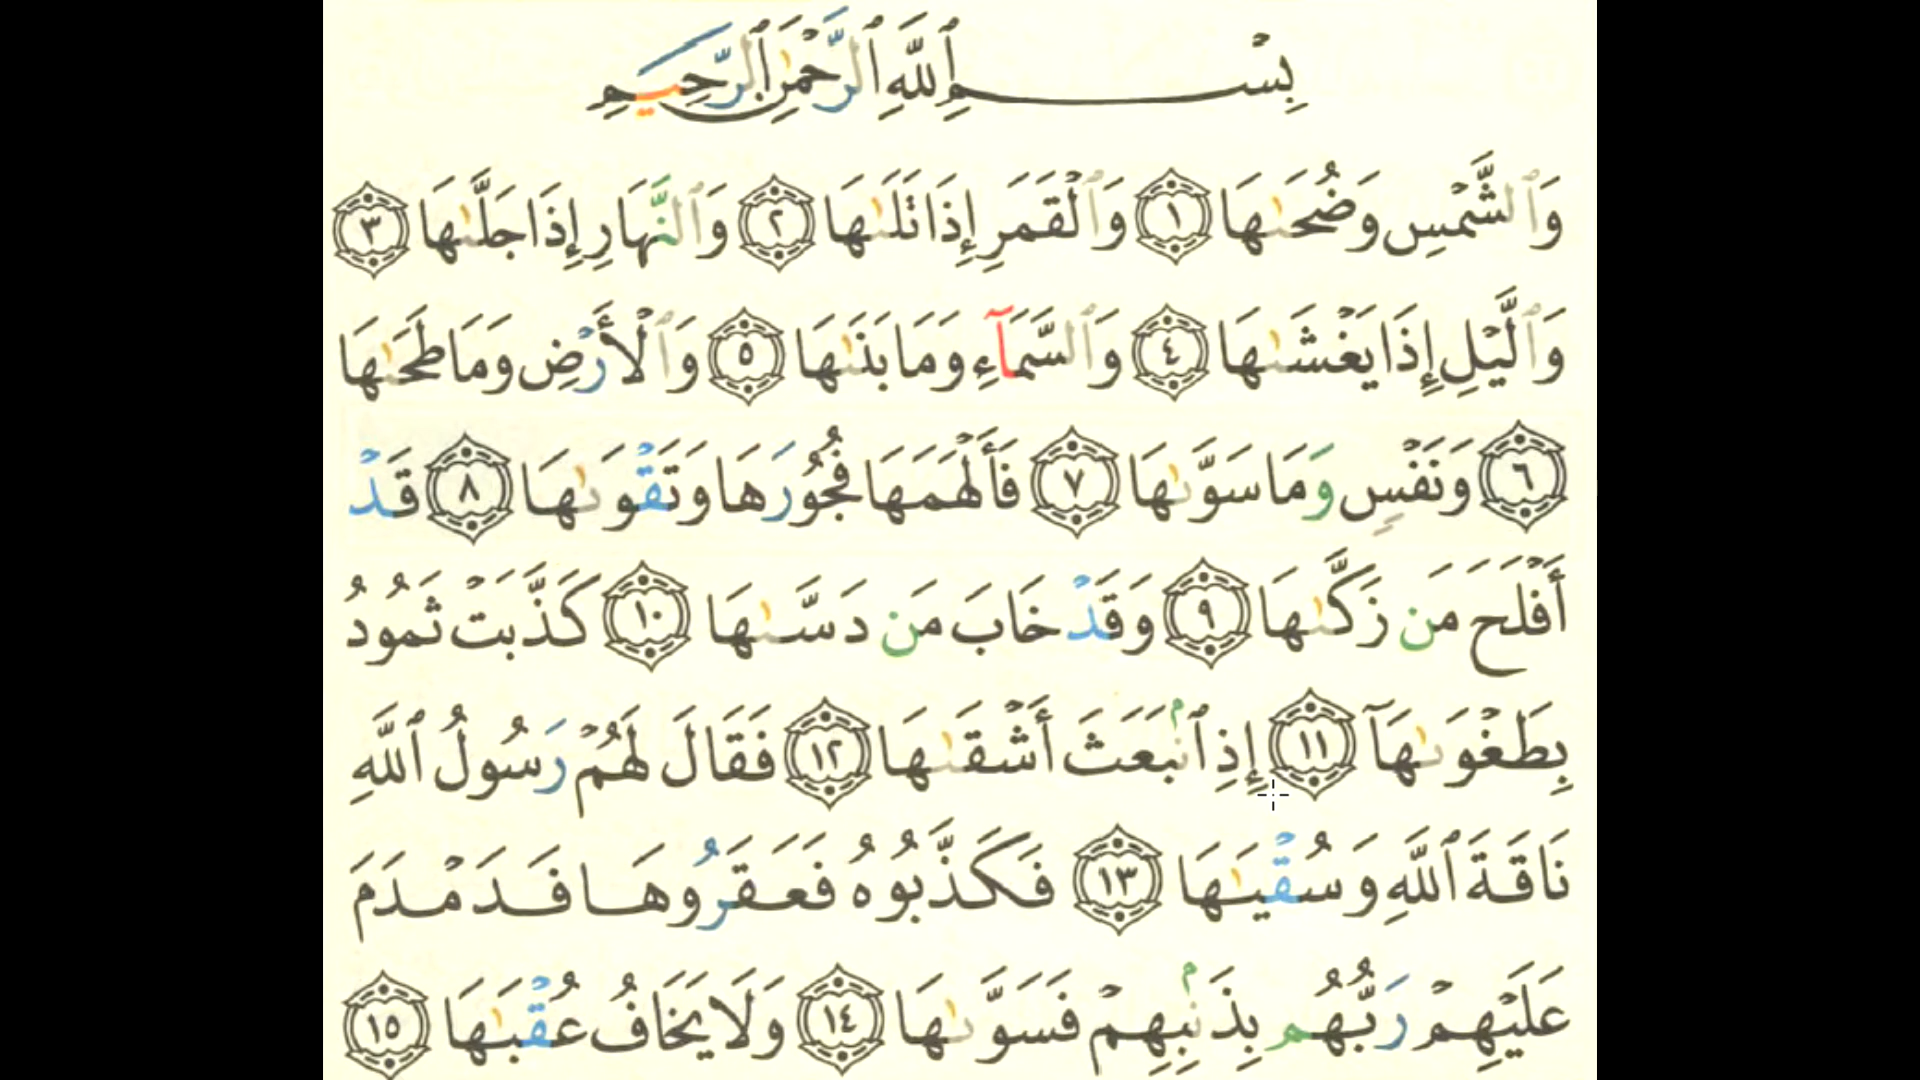 بِسْمِ ٱللَّهِ ٱلرَّحْمَٰنِ ٱلرَّحِيمِ
وَٱلشَّمْسِ وَضُحَىٰهَا ١ وَٱلْقَمَرِ إِذَا تَلَىٰهَا ٢ وَٱلنَّهَارِ إِذَا جَلَّىٰهَا ٣
وَٱلَّيْلِ إِذَا يَغْشَىٰهَا ٤ وَٱلسَّمَآءِ وَمَا بَنَىٰهَا ٥ وَٱلْأَرْضِ وَمَا طَحَىٰهَا
٦ وَنَفْسٍ وَمَا سَوَّىٰهَا ٧ فَأَلْهَمَهَا فُجُورَهَا وَتَقْوَىٰهَا ٨ قَدْ
أَفْلَحَ مَن زَكَّىٰهَا ٩ وَقَدْ خَابَ مَن دَسَّىٰهَا ١٠ كَذَّبَتْ ثَمُودُ
بِطَغْوَىٰهَآ ١١ إِذِ ٱنۢبَعَثَ أَشْقَىٰهَا ١٢ فَقَالَ لَهُمْ رَسُولُ ٱللَّهِ
نَاقَةَ ٱللَّهِ وَسُقْيَٰهَا ١٣ فَكَذَّبُوهُ فَعَقَرُوهَا فَدَمْدَمَ
عَلَيْهِمْ رَبُّهُم بِذَنۢبِهِمْ فَسَوَّىٰهَا ١٤ وَلَا يَخَافُ عُقْبَٰهَا ١٥